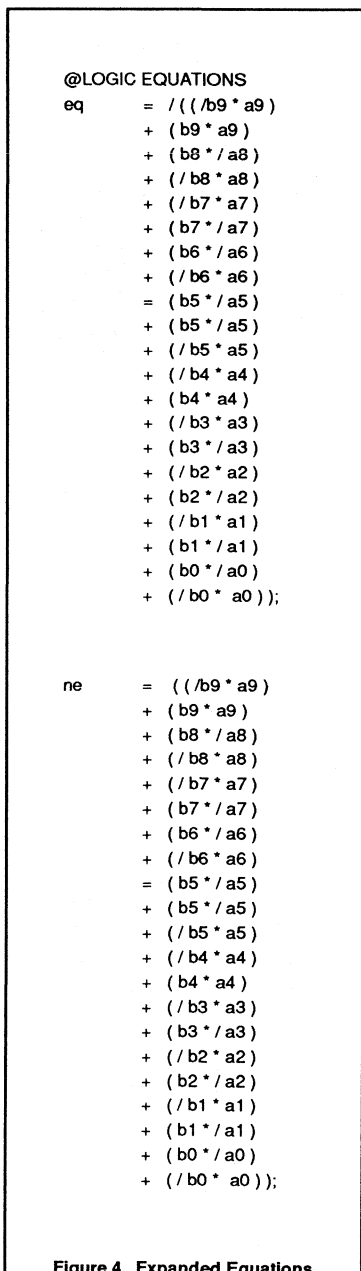 @LOGIC EQUATIONS
eq = / ( ( /b9 * a9 )
+ ( b9 * a9 )
+ ( b8 * / a8 )
+ ( / b8 * a8 )
+ ( / b7 * a7 )
+ ( b7 * / a7 )
+ ( b6 * / a6 )
+ ( / b6 * a6 )
= ( b5 * / a5 )
+ ( b5 * / a5 )
+ ( / b5 * a5 )
+ ( / b4 * a4 )
+ ( b4 * a4 )
+ ( / b3 * a3 )
+ ( b3 * / a3 )
+ ( / b2 * a2 )
+ ( b2 * / a2 )
+ ( / b1 * a1 )
+ ( b1 * / a1 )
+ ( b0 * / a0 )
+ ( / b0 * a0 ) );
ne = ( ( /b9 * a9 )
+ ( b9 * a9 )
+ ( b8 * / a8 )
+ ( / b8 * a8 )
+ ( / b7 * a7 )
+ ( b7 * / a7 )
+ ( b6 * / a6 )
+ ( / b6 * a6 )
= ( b5 * / a5 )
+ ( b5 * / a5 )
+ ( / b5 * a5 )
+ ( / b4 * a4 )
+ ( b4 * a4 )
+ ( / b3 * a3 )
+ ( b3 * / a3 )
+ ( / b2 * a2 )
+ ( b2 * / a2 )
+ ( / b1 * a1 )
+ ( b1 * / a1 )
+ ( b0 * / a0 )
+ ( / b0 * a0 ) );
Figure 4. Expanded Equations